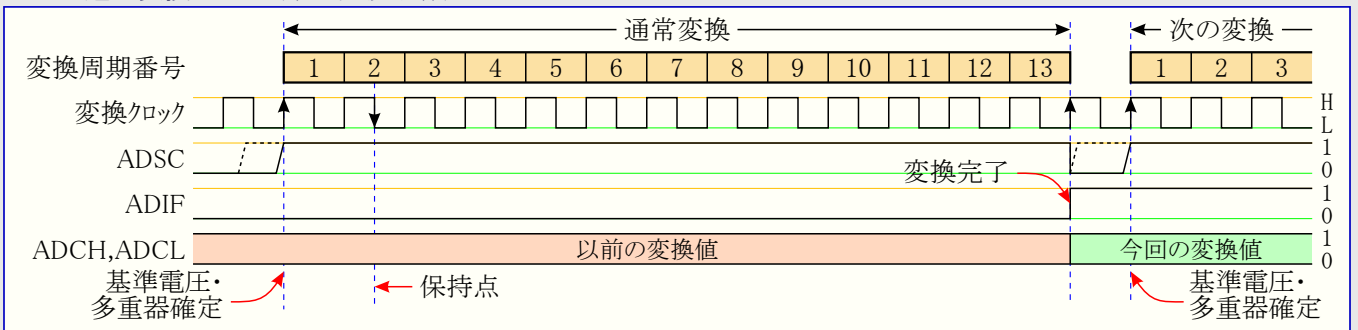 通常変換
次の変換
変換周期番号 1 2 3 4 5 6 7 8 9 10 11 12 13 1 2 3
変換クロック H L
ADSC 1 0
変換完了
ADIF 1 0
ADCH,ADCL 以前の変換値 今回の変換値 1 0
基準電圧・
多重器確定
保持点
基準電圧・
多重器確定